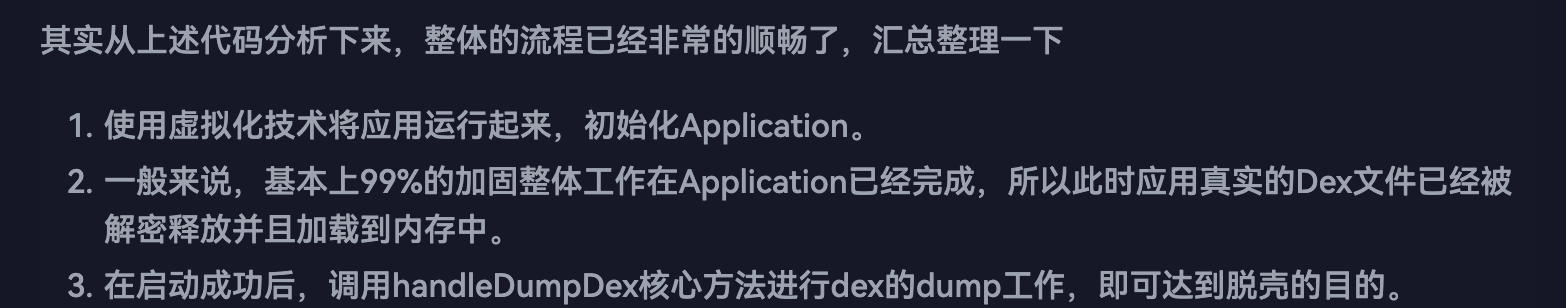 其实从上述代码分析下来，整体的流程已经非常的顺畅了，汇总整理一下
1. 使用虚拟化技术将应用运行起来，初始化Application。
2. 一般来说，基本上99%的加固整体工作在Application已经完成，所以此时应用真实的Dex文件已经被
解密释放并且加载到内存中。
3. 在启动成功后，调用handleDumpDex核心方法进行dex的dump工作，即可达到脱壳的目的。